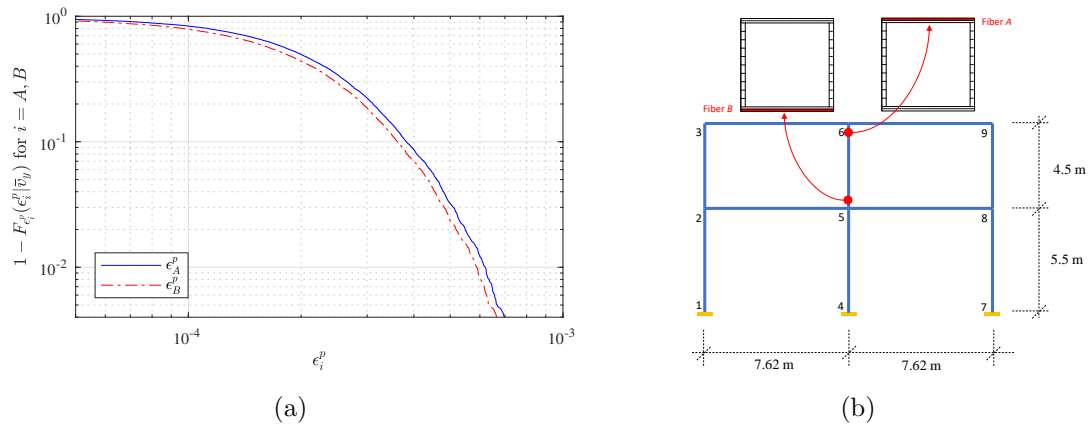 10^0
10^{-1}
10^{-2}
1 − F_{ϵ_i^p}(ϵ_i^p|v̄_y) for i = A, B
ϵ_A^p
ϵ_B^p
10^{-4}
10^{-3}
ϵ_i^p
(a)
Fiber A
Fiber B
3
6
9
4.5 m
2
5
8
5.5 m
1
4
7
7.62 m
7.62 m
(b)